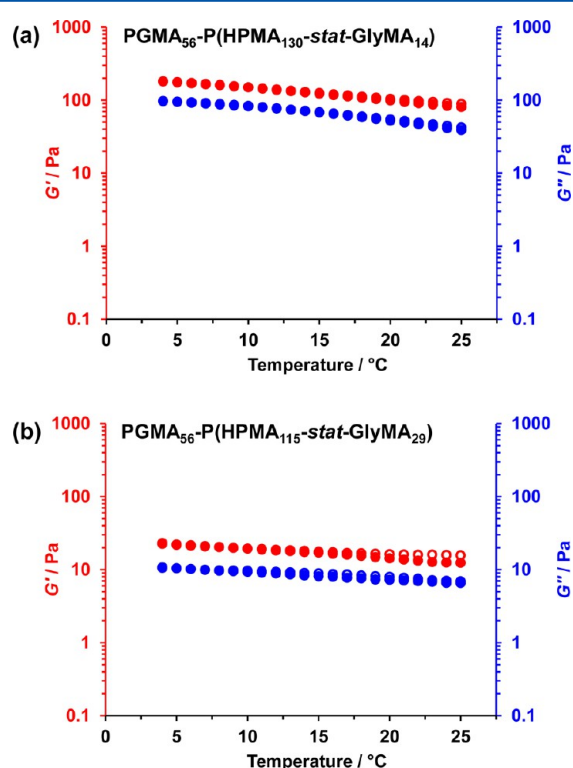 (a) PGMA₅₆-P(HPMA₁₃₀-stat-GlyMA₁₄)
1000 1000
100 100
10 10
1 1
0.1 0.1
G′ / Pa
G″ / Pa
0 5 10 15 20 25
Temperature / °C
(b) PGMA₅₆-P(HPMA₁₁₅-stat-GlyMA₂₉)
1000 1000
100 100
10 10
1 1
0.1 0.1
G′ / Pa
G″ / Pa
0 5 10 15 20 25
Temperature / °C